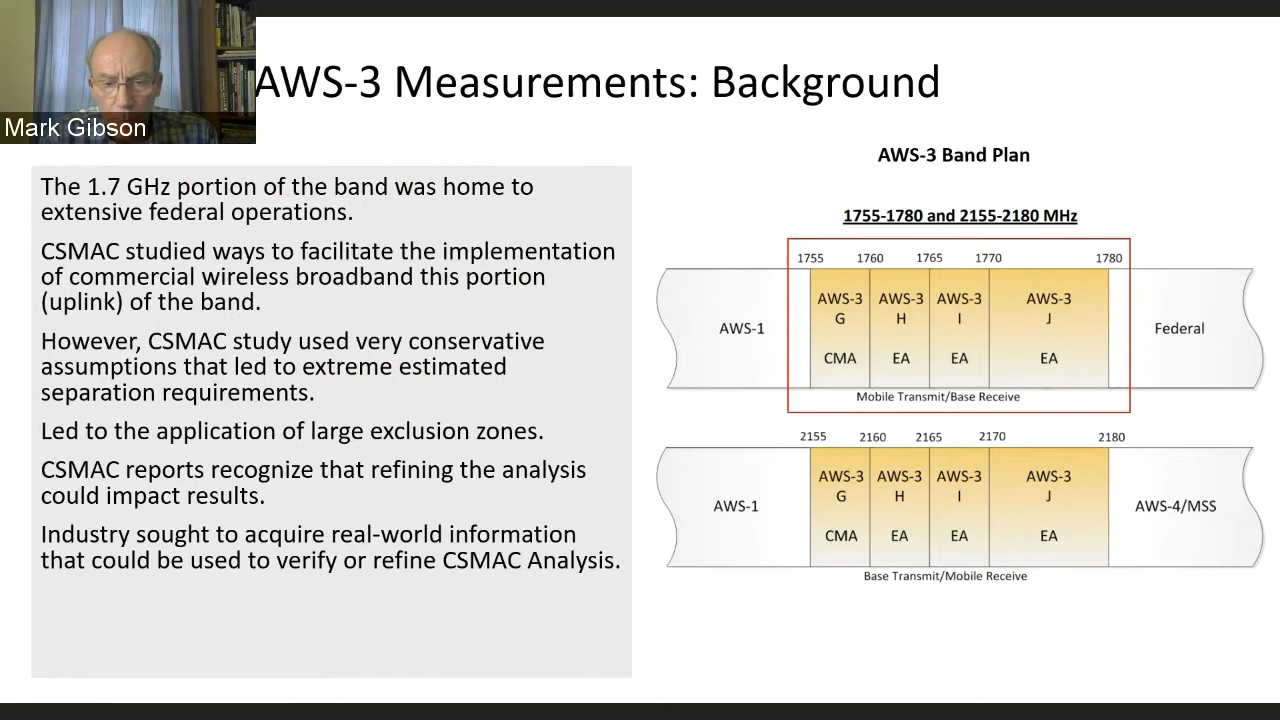 AWS-3 Measurements: Background
Mark Gibson
The 1.7 GHz portion of the band was home to
extensive federal operations.
CSMAC studied ways to facilitate the implementation
of commercial wireless broadband this portion
(uplink) of the band.
However, CSMAC study used very conservative
assumptions that led to extreme estimated
separation requirements.
Led to the application of large exclusion zones.
CSMAC reports recognize that refining the analysis
could impact results.
Industry sought to acquire real-world information
that could be used to verify or refine CSMAC Analysis.
AWS-3 Band Plan
1755-1780 and 2155-2180 MHz
1755 1760 1765 1770 1780
AWS-1
AWS-3 AWS-3 AWS-3 AWS-3
G H I J
CMA EA EA EA
Federal
Mobile Transmit/Base Receive
2155 2160 2165 2170 2180
AWS-1
AWS-3 AWS-3 AWS-3 AWS-3
G H I J
CMA EA EA EA
AWS-4/MSS
Base Transmit/Mobile Receive